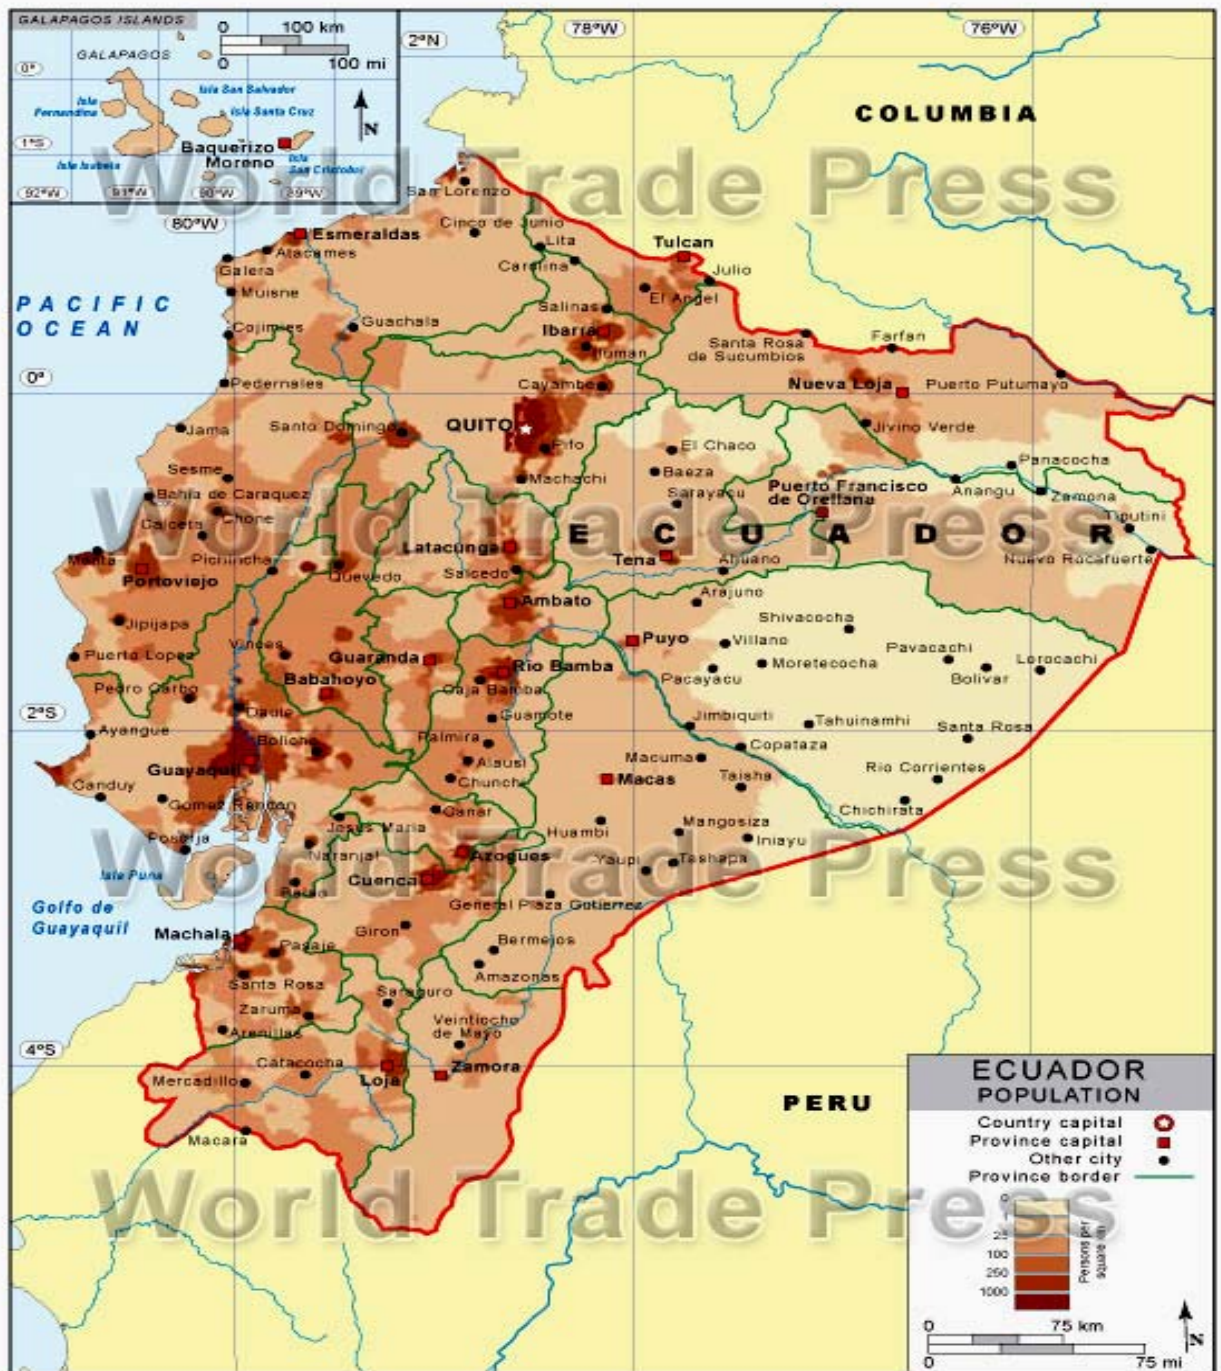 GALAPAGOS ISLANDS
0 100 km
0 100 mi
GALAPAGOS
0°
Isla San Salvador
Isla Fernandina
Isla Santa Cruz
N
1°S
Baquerizo
Moreno
Isla Isabela
Isla
San Cristobal
92°W 91°W 90°W 89°W
2°N
78°W
76°W
80°W
COLUMBIA
World Trade Press
San Lorenzo
Cinco de Junio
Esmeraldas
Atacames
Lita
Tulcan
Galera
Carolina
Julio
Muisne
El Angel
PACIFIC
OCEAN
Salinas
Cojimies
Guachala
Ibarra
Santa Rosa
de Sucumbios
Farfan
0°
Pedernales
Cayambe
Nueva Loja
Puerto Putumayo
Jama
Santo Domingo
QUITO
Pifo
El Chaco
Jivino Verde
Sesme
Machachi
Baeza
Panacocha
Bahia de Caraquez
Sarayacu
Puerto Francisco
de Orellana
Anangu
Zamona
World Trade Press
Calceta
Chone
ECUADOR
Tiputini
Manta
Portoviejo
Pichincha
Quevedo
Latacunga
Salcedo
Tena
Ahuano
Nuevo Rocafuerte
Ambato
Arajuno
Jipijapa
Shivacocha
Puerto Lopez
Vinces
Guaranda
Puyo
Villano
Pavacachi
Lorocachi
Babahoyo
Rio Bamba
Moretecocha
Bolivar
Pedro Carbo
Caja Bamba
Pacayacu
2°S
Daule
Guamote
Jimbiquiti
Tahuinamhi
Santa Rosa
Ayangue
Boliche
Palmira
Copataza
Guayaquil
Alausi
Macuma
Rio Corrientes
Canduy
Chunchi
Macas
Taisha
Gomez Rendon
Canar
Chichirata
Posorja
Jesus Maria
Huambi
Mangosiza
Iniayu
World Trade Press
Naranjal
Azogues
Yaupi
Tashapa
Isla Puna
Cuenca
General Plaza Gutierrez
Golfo de
Guayaquil
Machala
Giron
Bermejos
Pasaje
Amazonas
Santa Rosa
Saraguro
Zaruma
Arenillas
Veintiocho
de Mayo
4°S
Catacocha
Mercadillo
Loja
Zamora
Macara
PERU
World Trade Press
ECUADOR
POPULATION
Country capital
Province capital
Other city
Province border
0
1
25
100
250
1000
Persons per
square km
0 75 km
0 75 mi
N